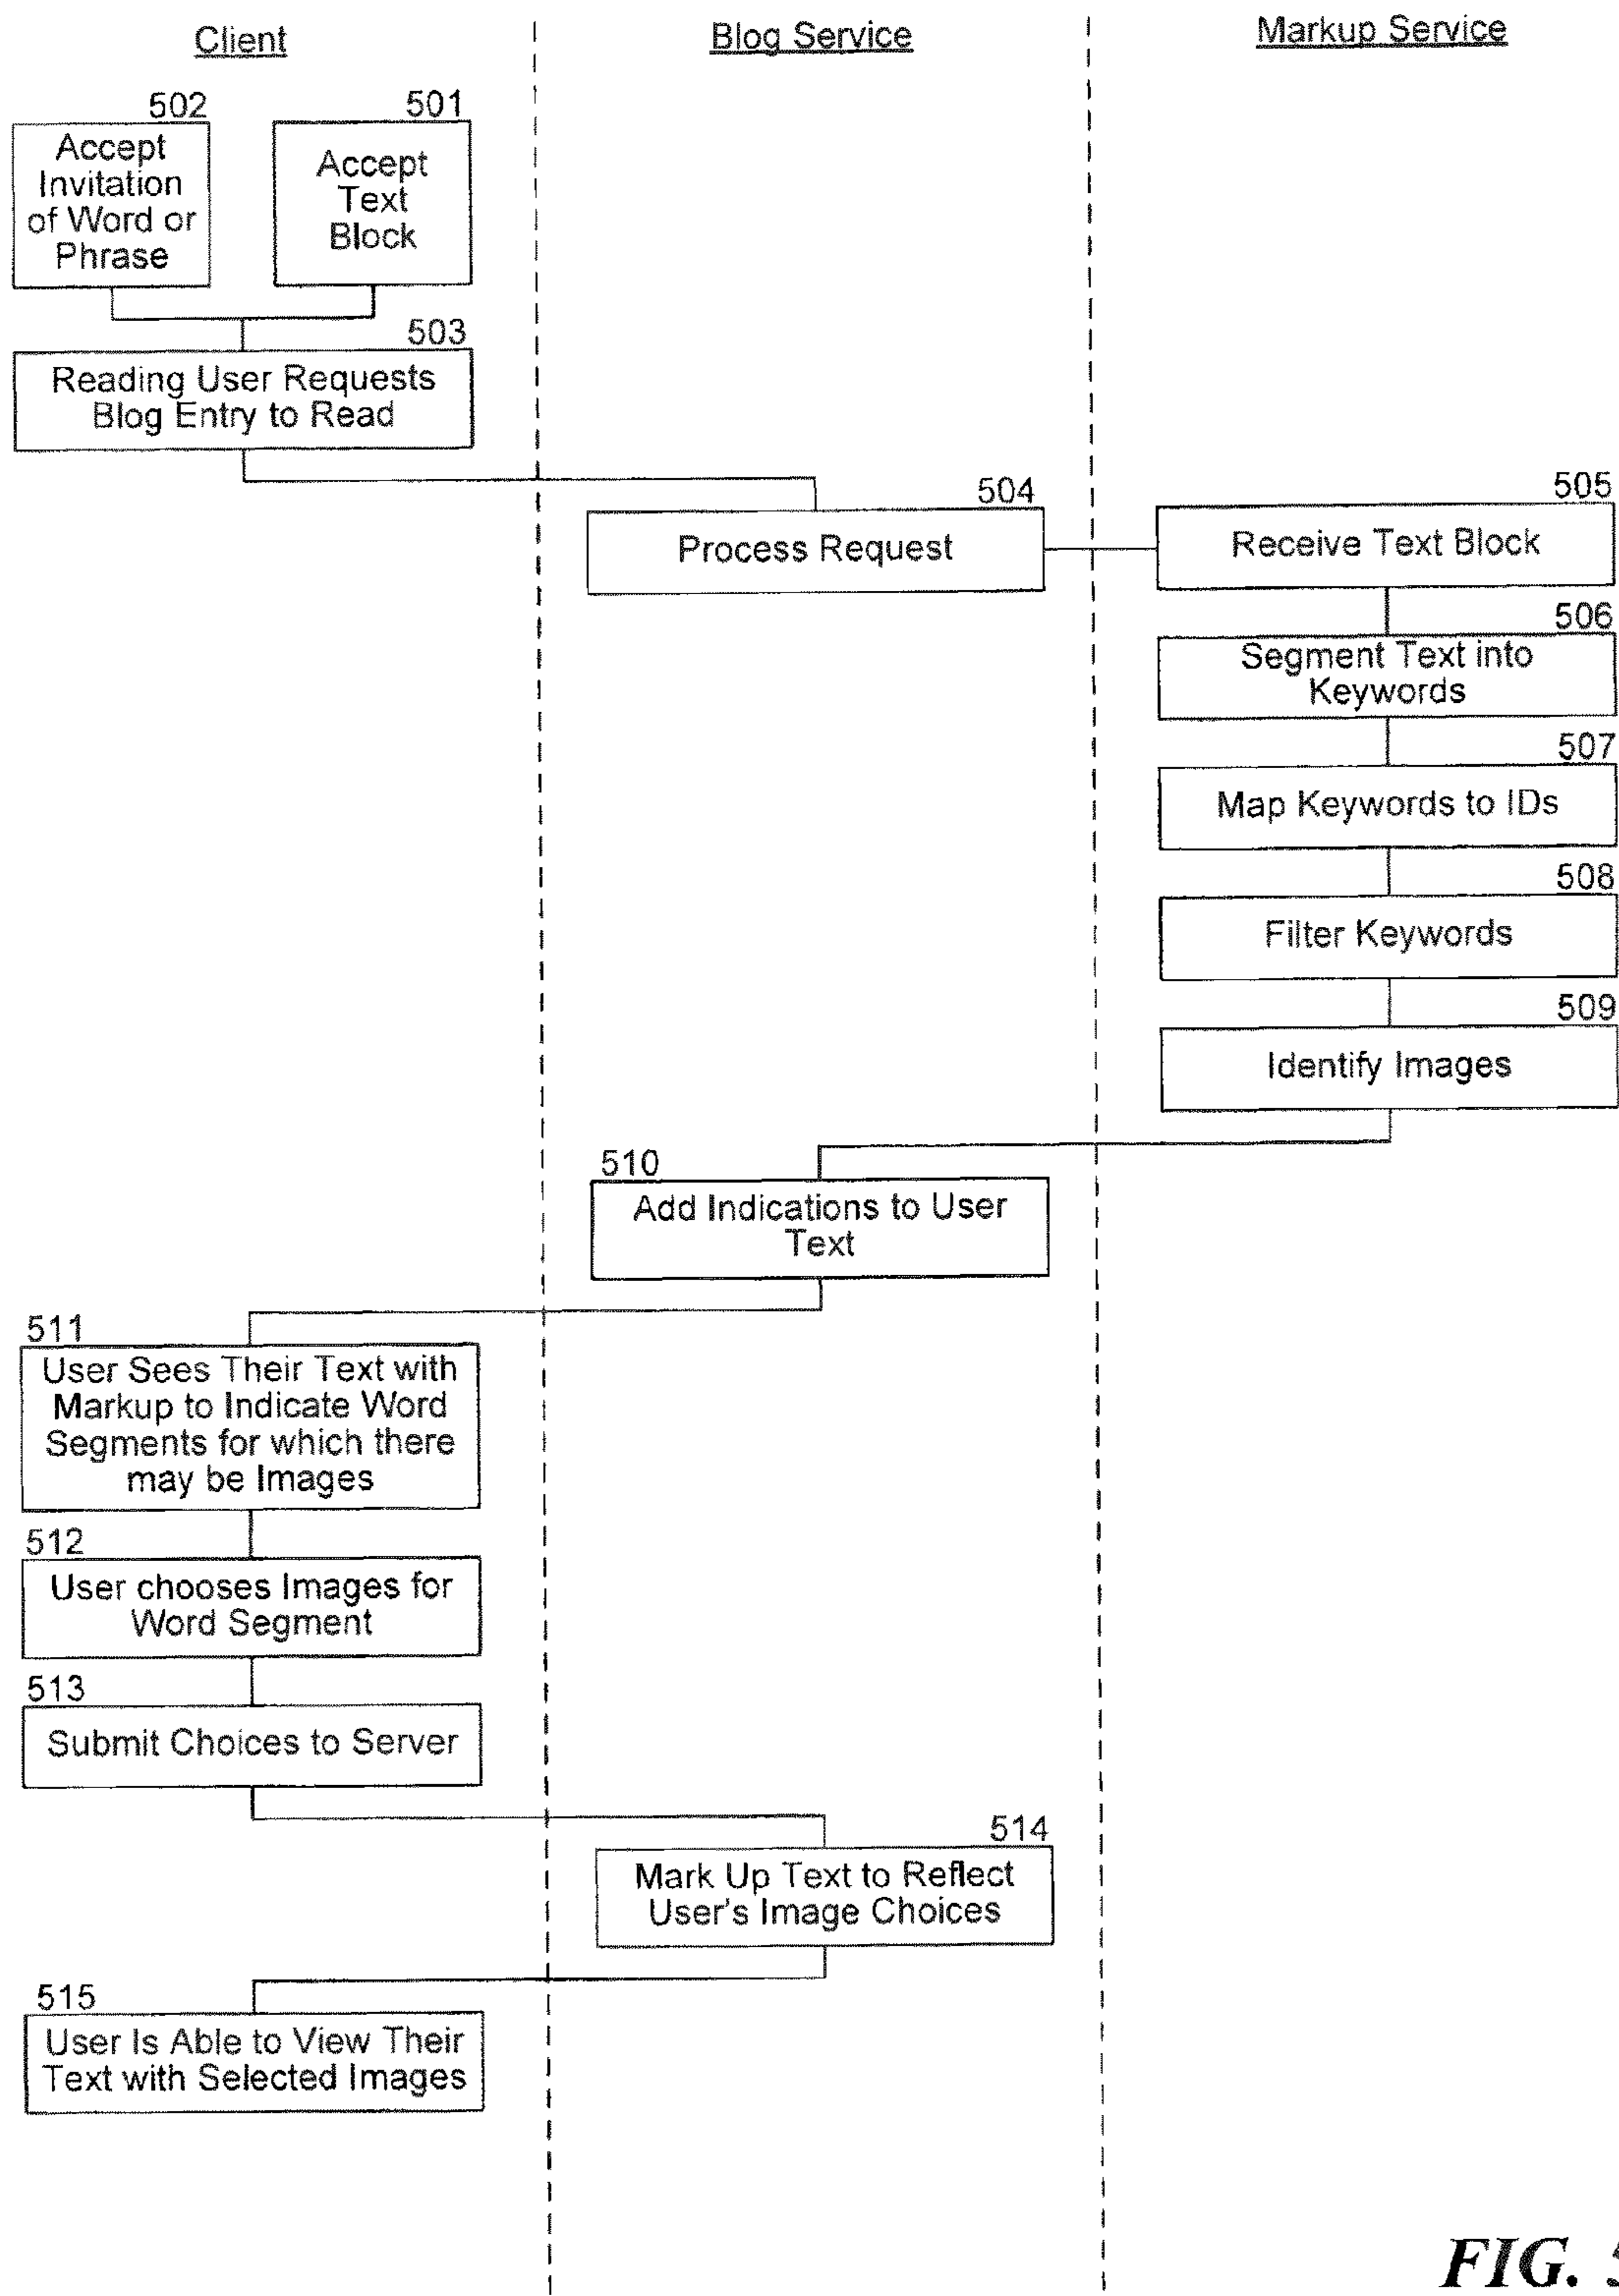 Client
Blog Service
Markup Service
502
501
Accept
Invitation
of Word or
Phrase
Accept
Text
Block
503
Reading User Requests
Blog Entry to Read
504
Process Request
505
Receive Text Block
506
Segment Text into
Keywords
507
Map Keywords to IDs
508
Filter Keywords
509
Identify Images
510
Add Indications to User
Text
511
User Sees Their Text with
Markup to Indicate Word
Segments for which there
may be Images
512
User chooses Images for
Word Segment
513
Submit Choices to Server
514
Mark Up Text to Reflect
User's Image Choices
515
User Is Able to View Their
Text with Selected Images
FIG. 5